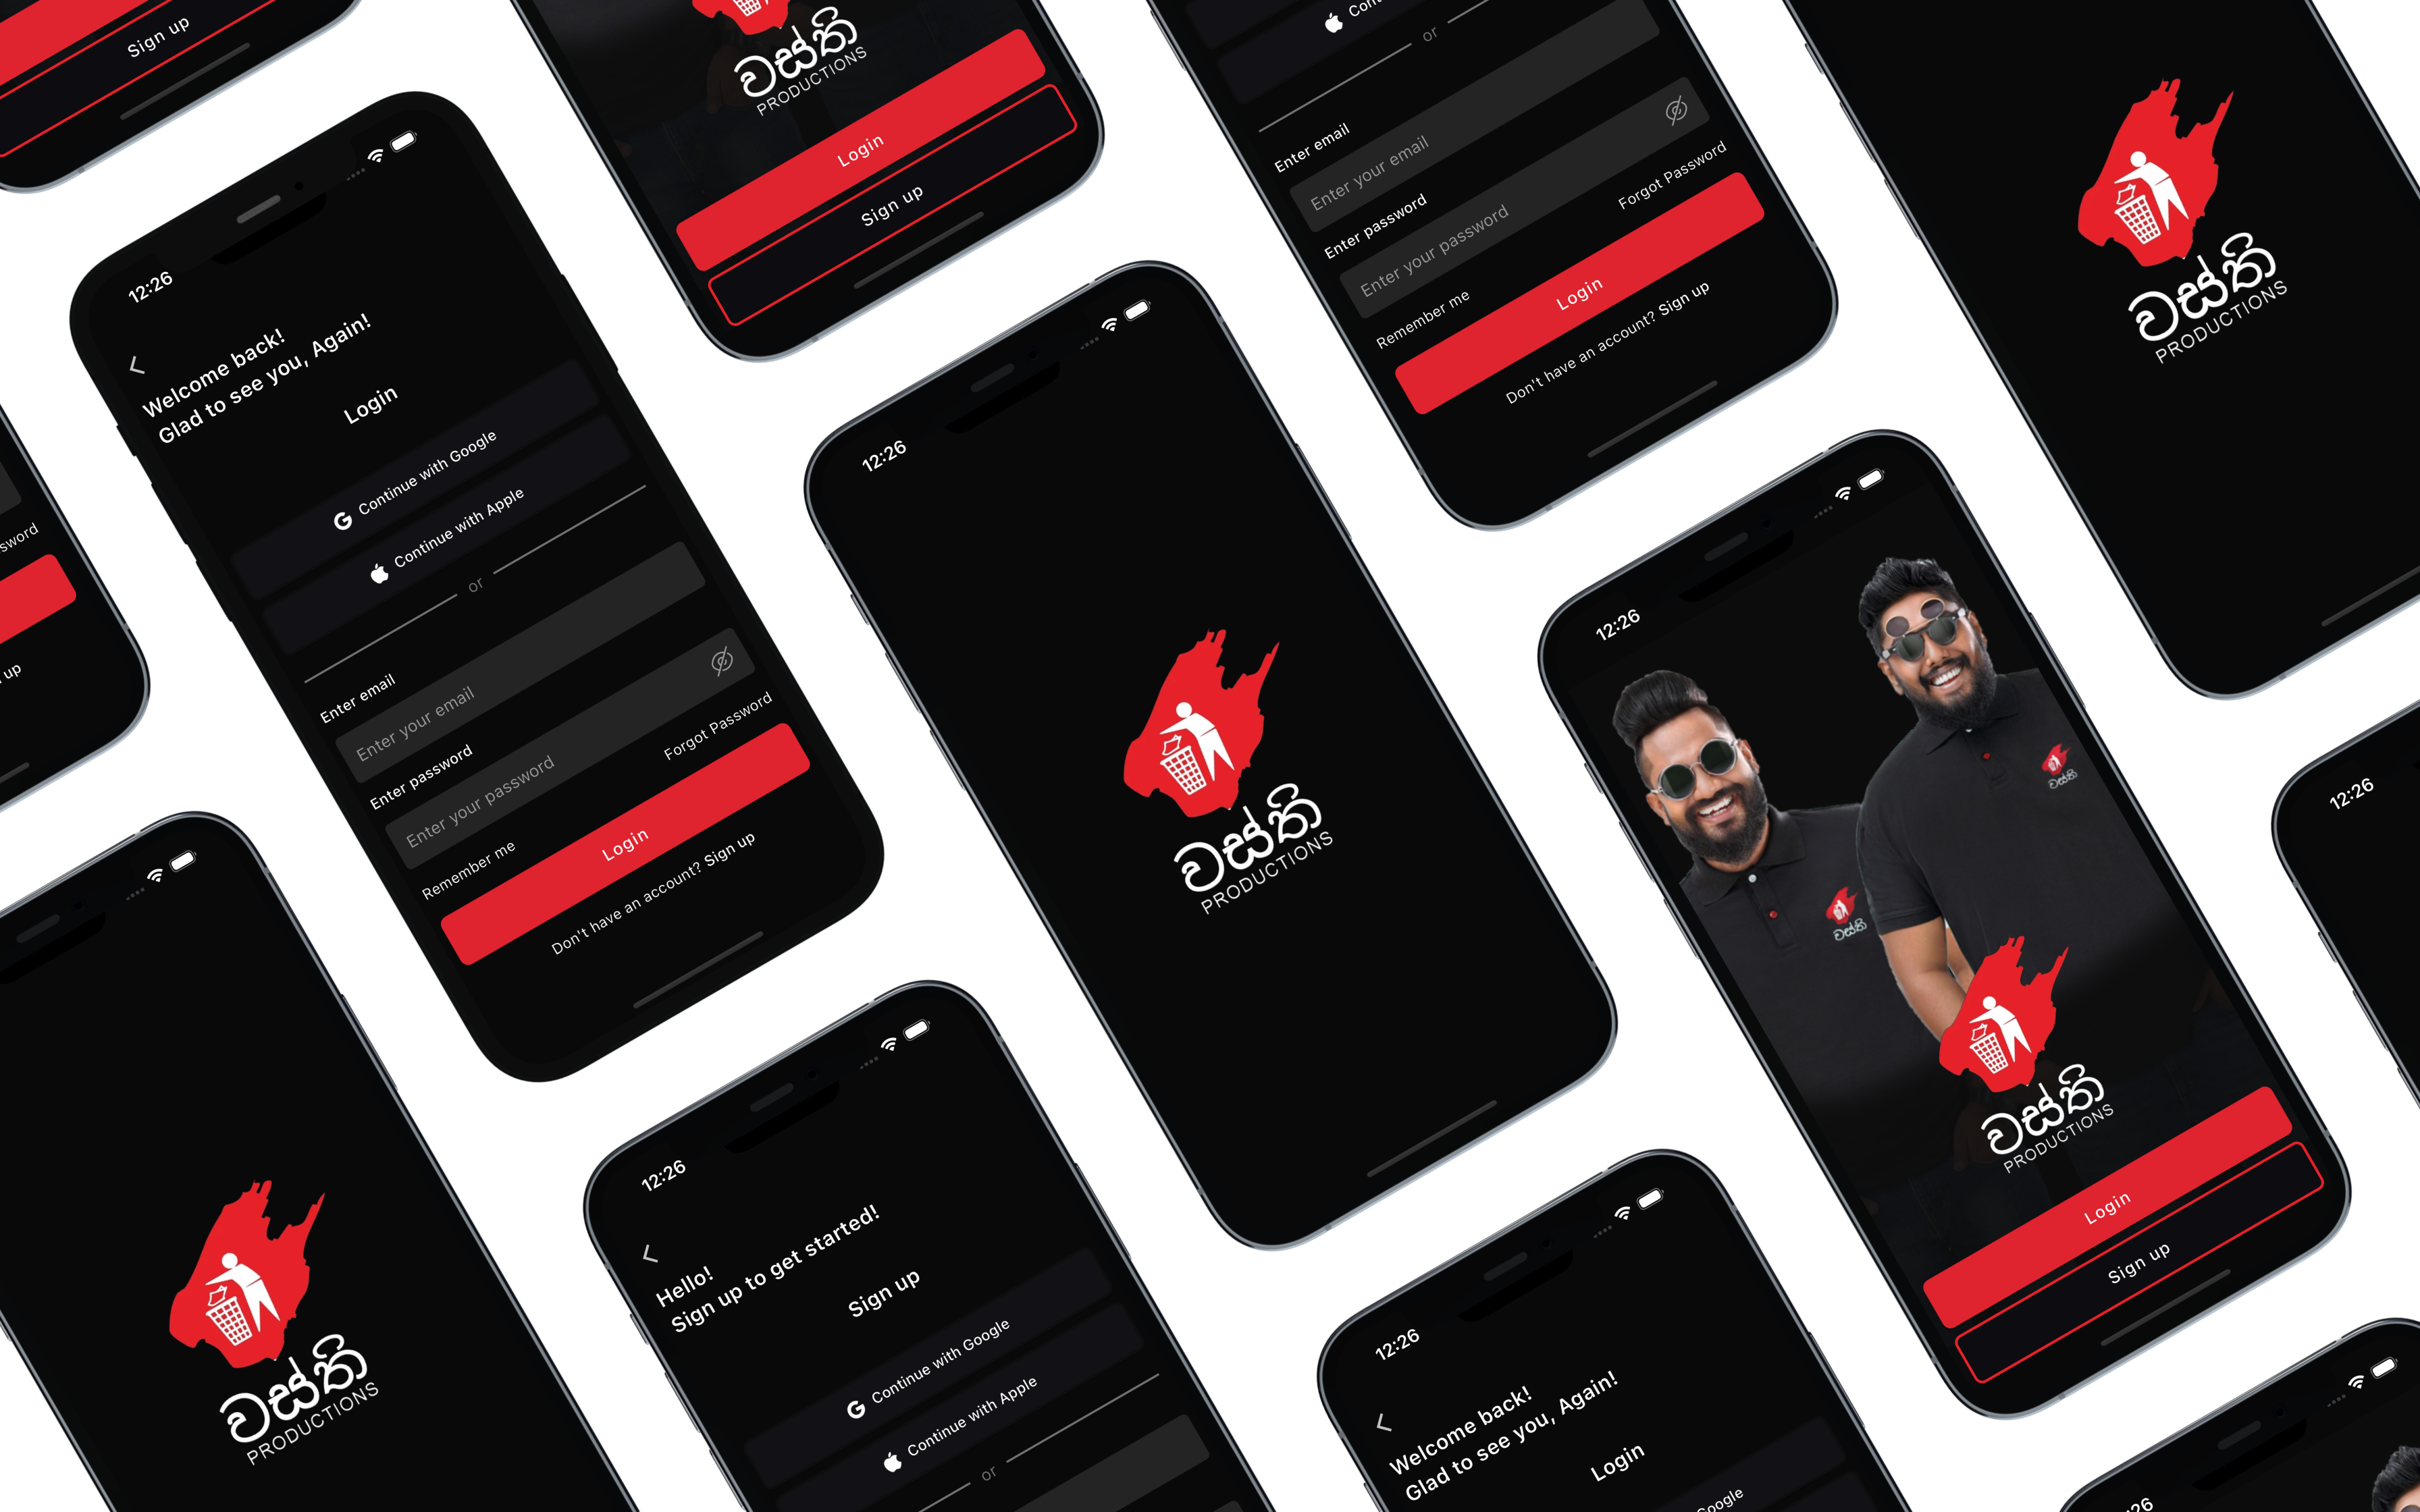 Sign up
12:26
Welcome back!
Glad to see you, Again!
Login
Continue with Google
Continue with Apple
or
Enter email
Enter your email
Enter password
Enter your password
Forgot Password
Remember me
Login
Don't have an account? Sign up
වස්ති
PRODUCTIONS
Login
Sign up
or
Enter email
Enter your email
Enter password
Enter your password
Forgot Password
Remember me
Login
Don't have an account? Sign up
වස්ති
PRODUCTIONS
12:26
වස්ති
PRODUCTIONS
12:26
වස්ති
වස්ති
වස්ති
PRODUCTIONS
Login
Sign up
12:26
up
වස්ති
PRODUCTIONS
12:26
Hello!
Sign up to get started!
Sign up
Continue with Google
Continue with Apple
or
12:26
Welcome back!
Glad to see you, Again!
Login
Google